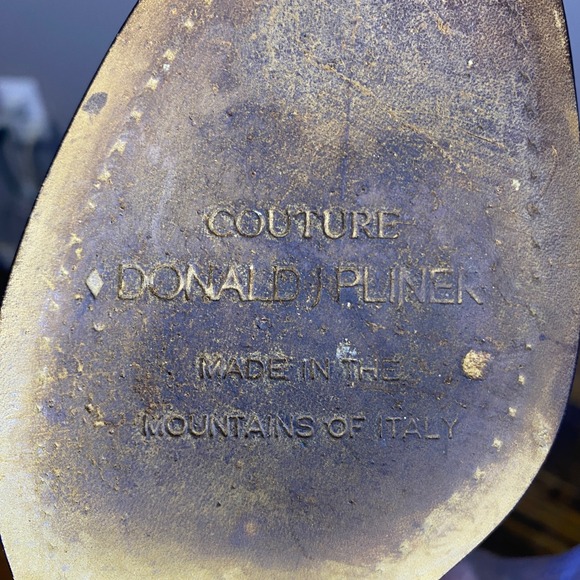 COUTURE
DONALD J PLINER
MADE IN THE
MOUNTAINS OF ITALY